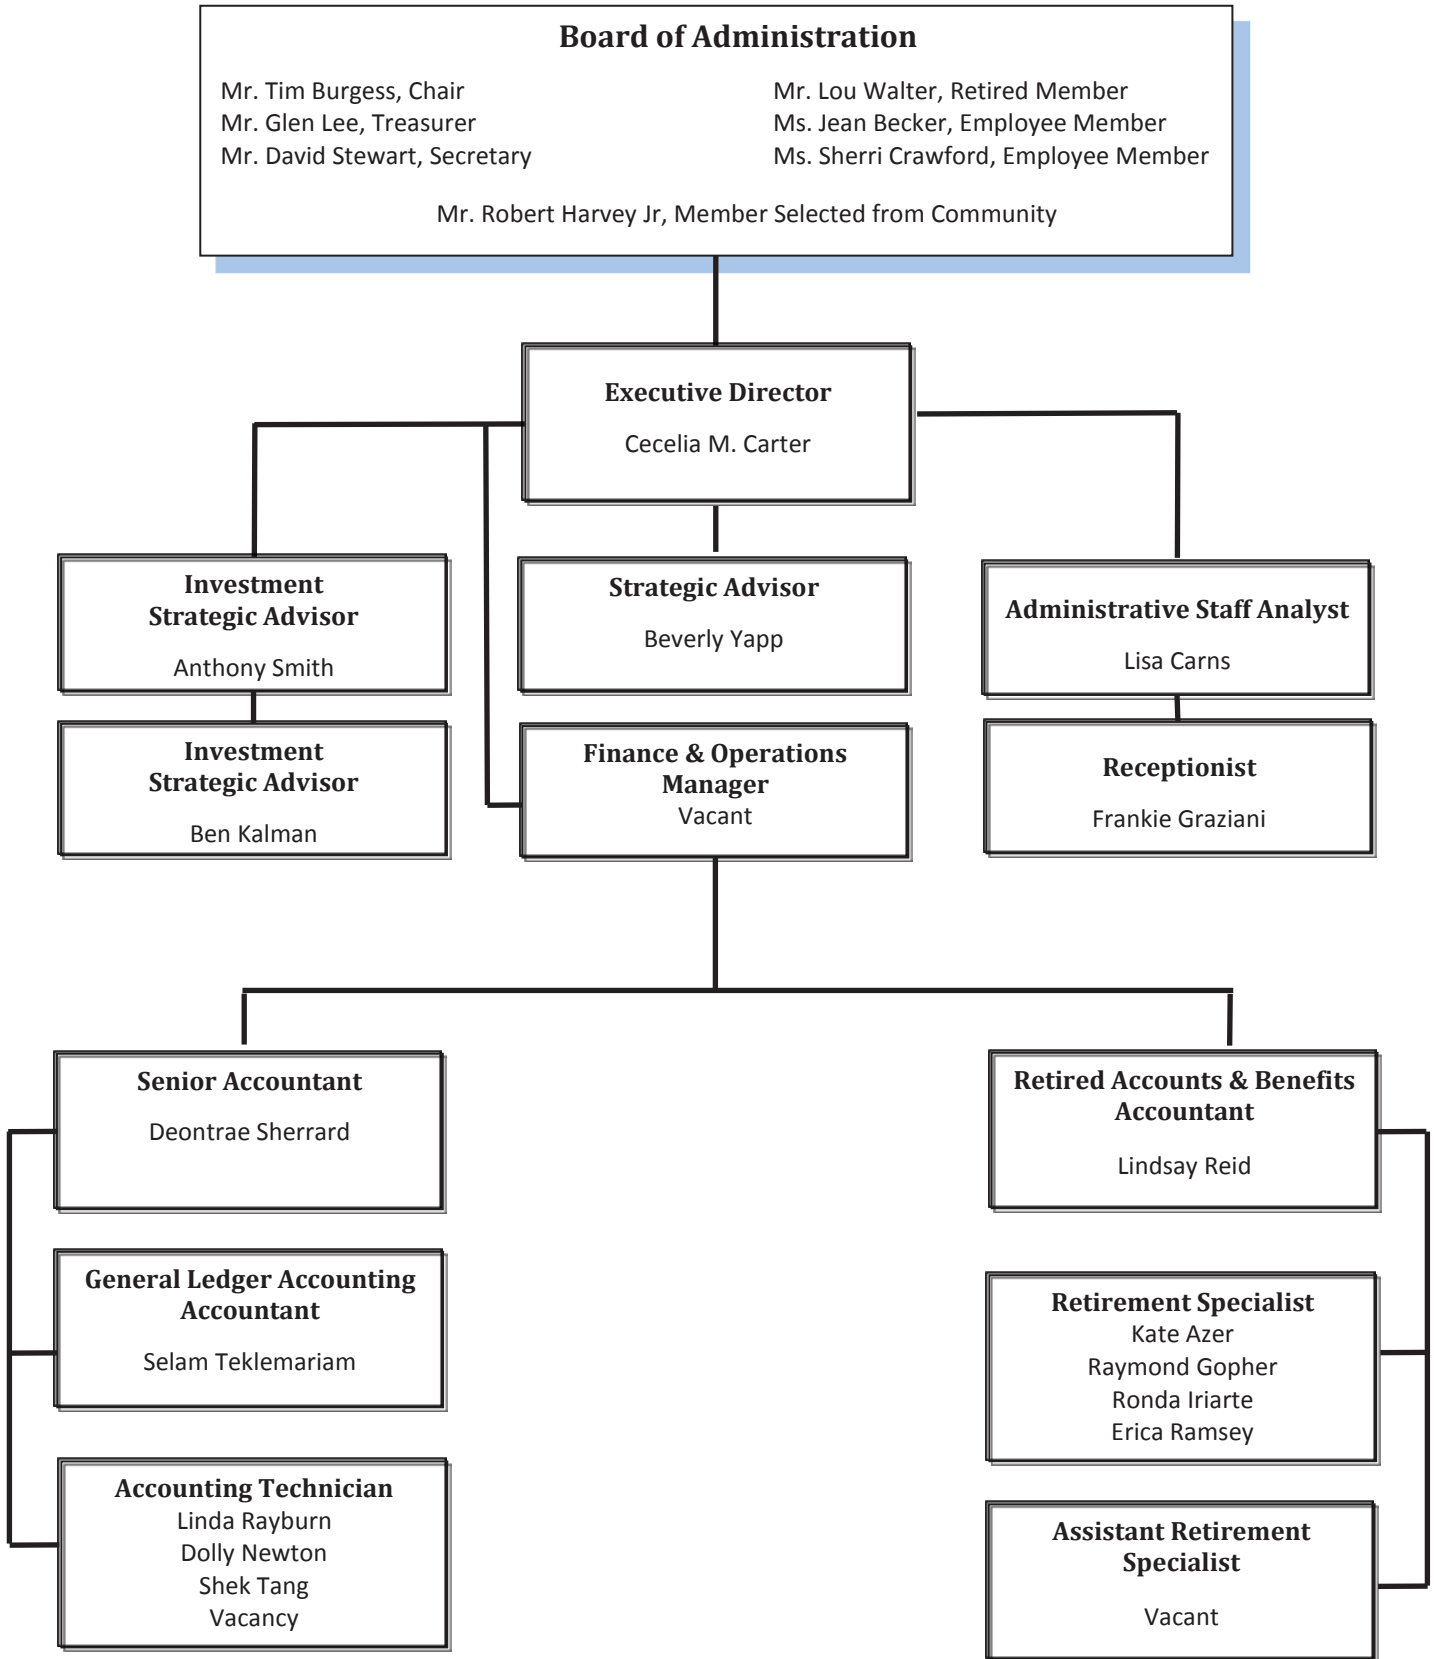 Board of Administration
Mr. Tim Burgess, Chair
Mr. Glen Lee, Treasurer
Mr. David Stewart, Secretary
Mr. Lou Walter, Retired Member
Ms. Jean Becker, Employee Member
Ms. Sherri Crawford, Employee Member
Mr. Robert Harvey Jr, Member Selected from Community
Executive Director
Cecelia M. Carter
Investment
Strategic Advisor
Anthony Smith
Strategic Advisor
Beverly Yapp
Administrative Staff Analyst
Lisa Carns
Investment
Strategic Advisor
Ben Kalman
Finance & Operations
Manager
Vacant
Receptionist
Frankie Graziani
Senior Accountant
Deontrae Sherrard
Retired Accounts & Benefits
Accountant
Lindsay Reid
General Ledger Accounting
Accountant
Selam Teklemariam
Retirement Specialist
Kate Azer
Raymond Gopher
Ronda Iriarte
Erica Ramsey
Accounting Technician
Linda Rayburn
Dolly Newton
Shek Tang
Vacancy
Assistant Retirement
Specialist
Vacant